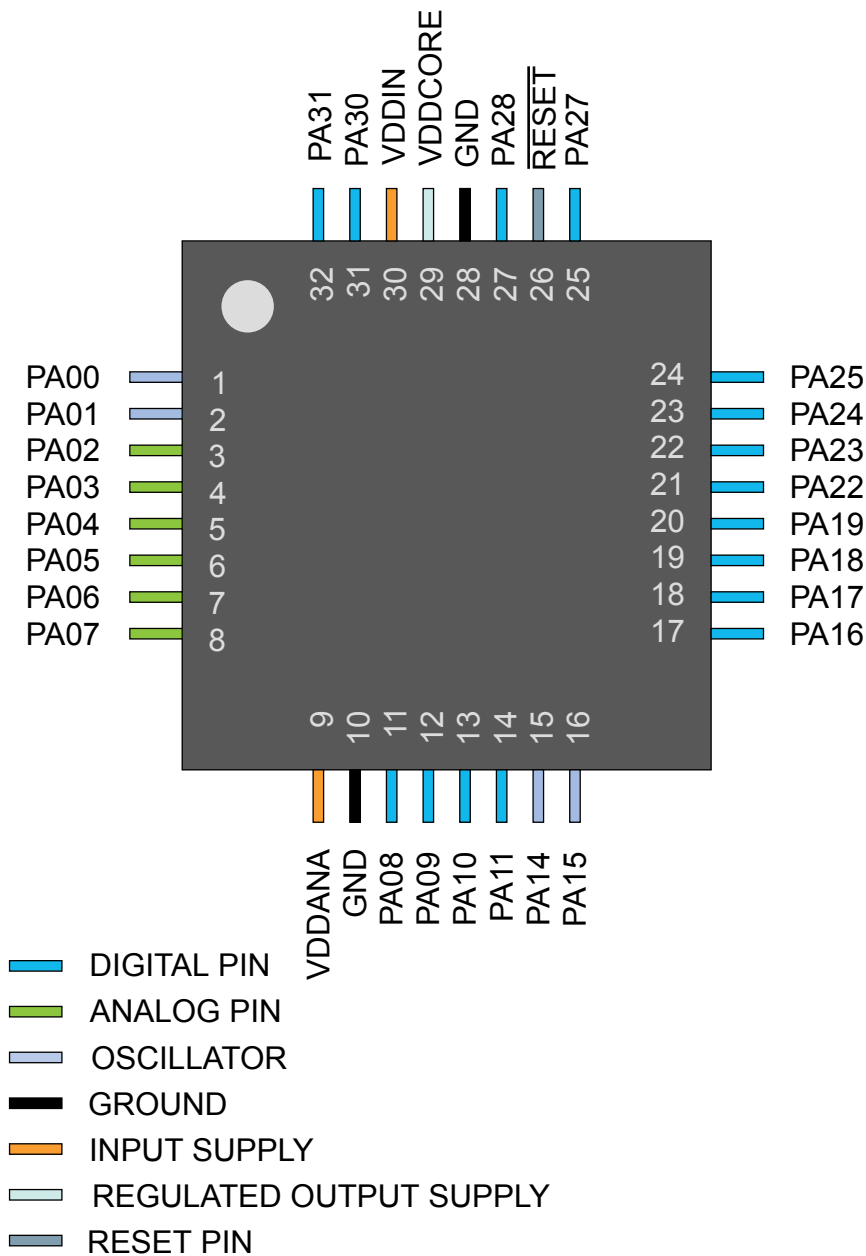 PA31
PA30
VDDIN
VDDCORE
GND
PA28
RESET
PA27
32
31
30
29
28
27
26
25
PA00
PA01
PA02
PA03
PA04
PA05
PA06
PA07
1
2
3
4
5
6
7
8
24
23
22
21
20
19
18
17
PA25
PA24
PA23
PA22
PA19
PA18
PA17
PA16
9
10
11
12
13
14
15
16
VDDANA
GND
PA08
PA09
PA10
PA11
PA14
PA15
DIGITAL PIN
ANALOG PIN
OSCILLATOR
GROUND
INPUT SUPPLY
REGULATED OUTPUT SUPPLY
RESET PIN